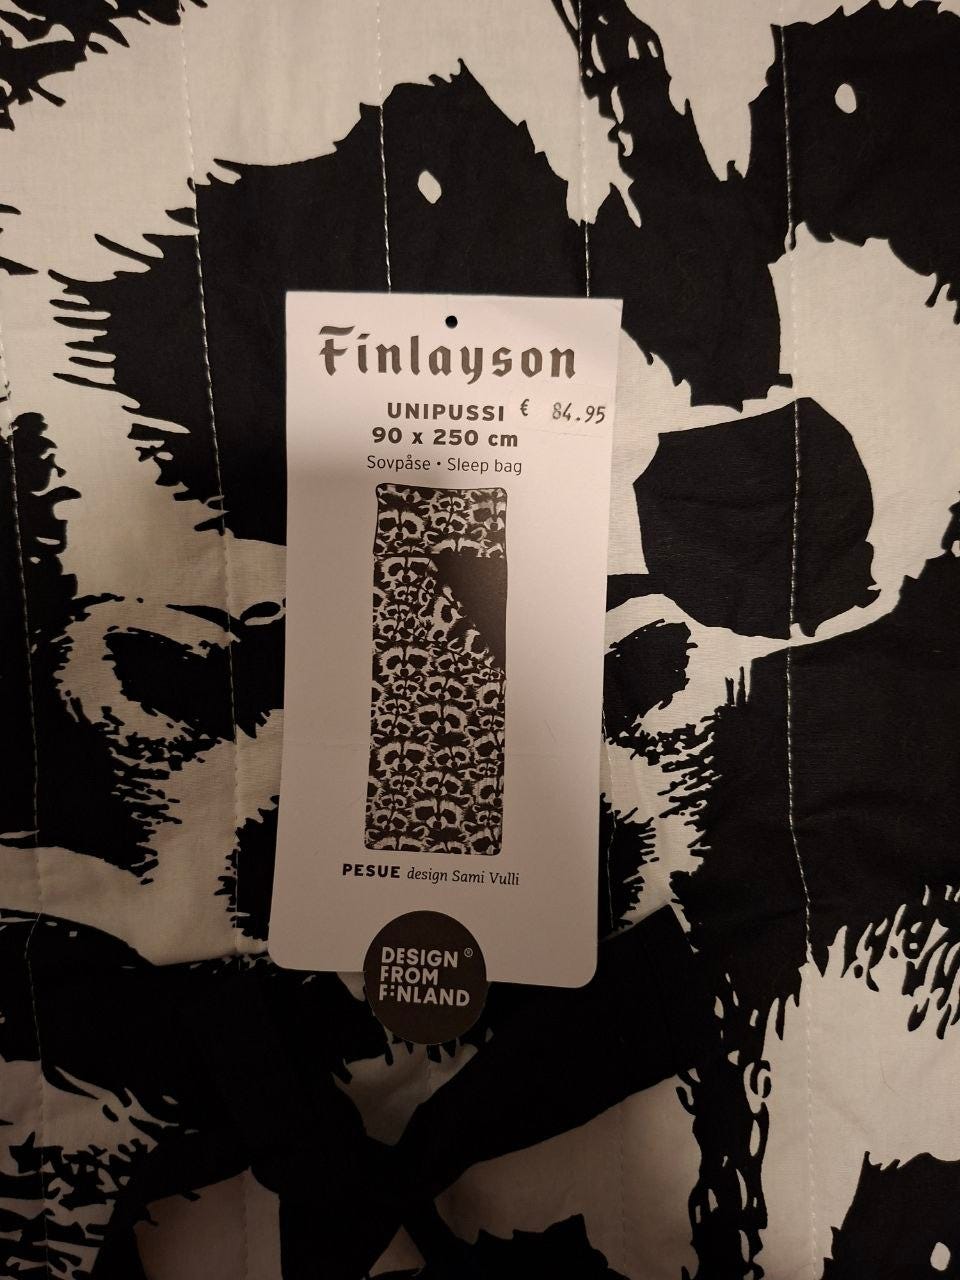 Finlayson
UNIPUSSI € 84.95
90 x 250 cm
Sovpåse • Sleep bag
PESUE design Sami Vulli
DESIGN ®
FROM
FINLAND